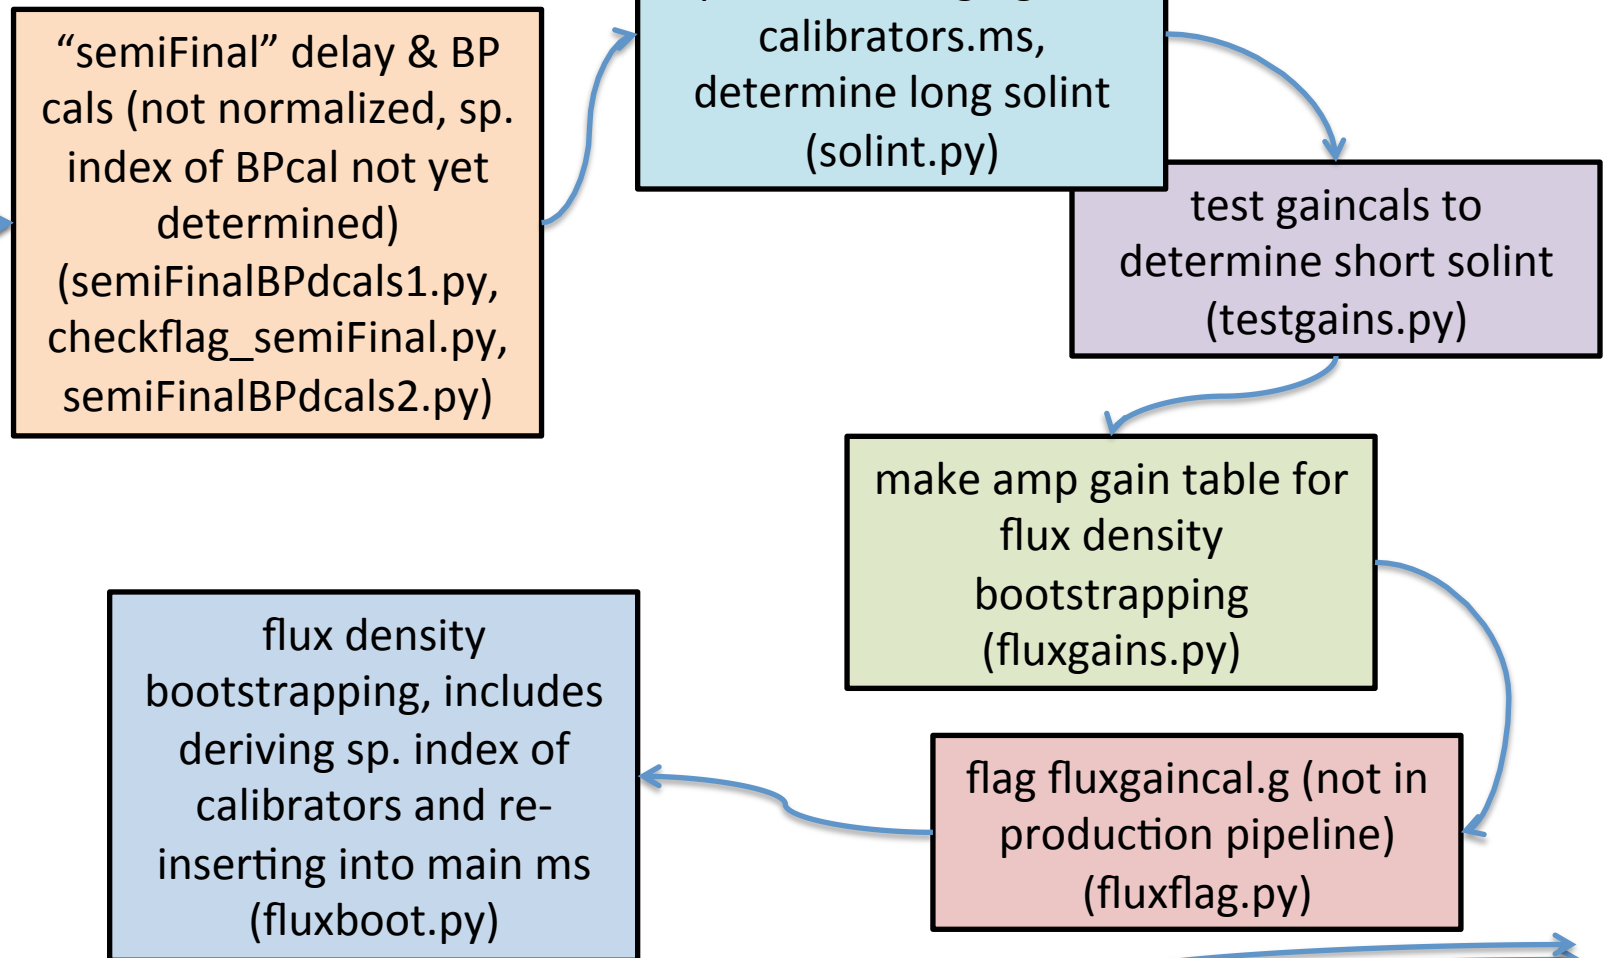 “semiFinal” delay & BP
cals (not normalized, sp.
index of BPcal not yet
determined)
(semiFinalBPdcals1.py,
checkflag_semiFinal.py,
semiFinalBPdcals2.py)
calibrators.ms,
determine long solint
(solint.py)
test gaincals to
determine short solint
(testgains.py)
make amp gain table for
flux density
bootstrapping
(fluxgains.py)
flag fluxgaincal.g (not in
production pipeline)
(fluxflag.py)
flux density
bootstrapping, includes
deriving sp. index of
calibrators and re-
inserting into main ms
(fluxboot.py)